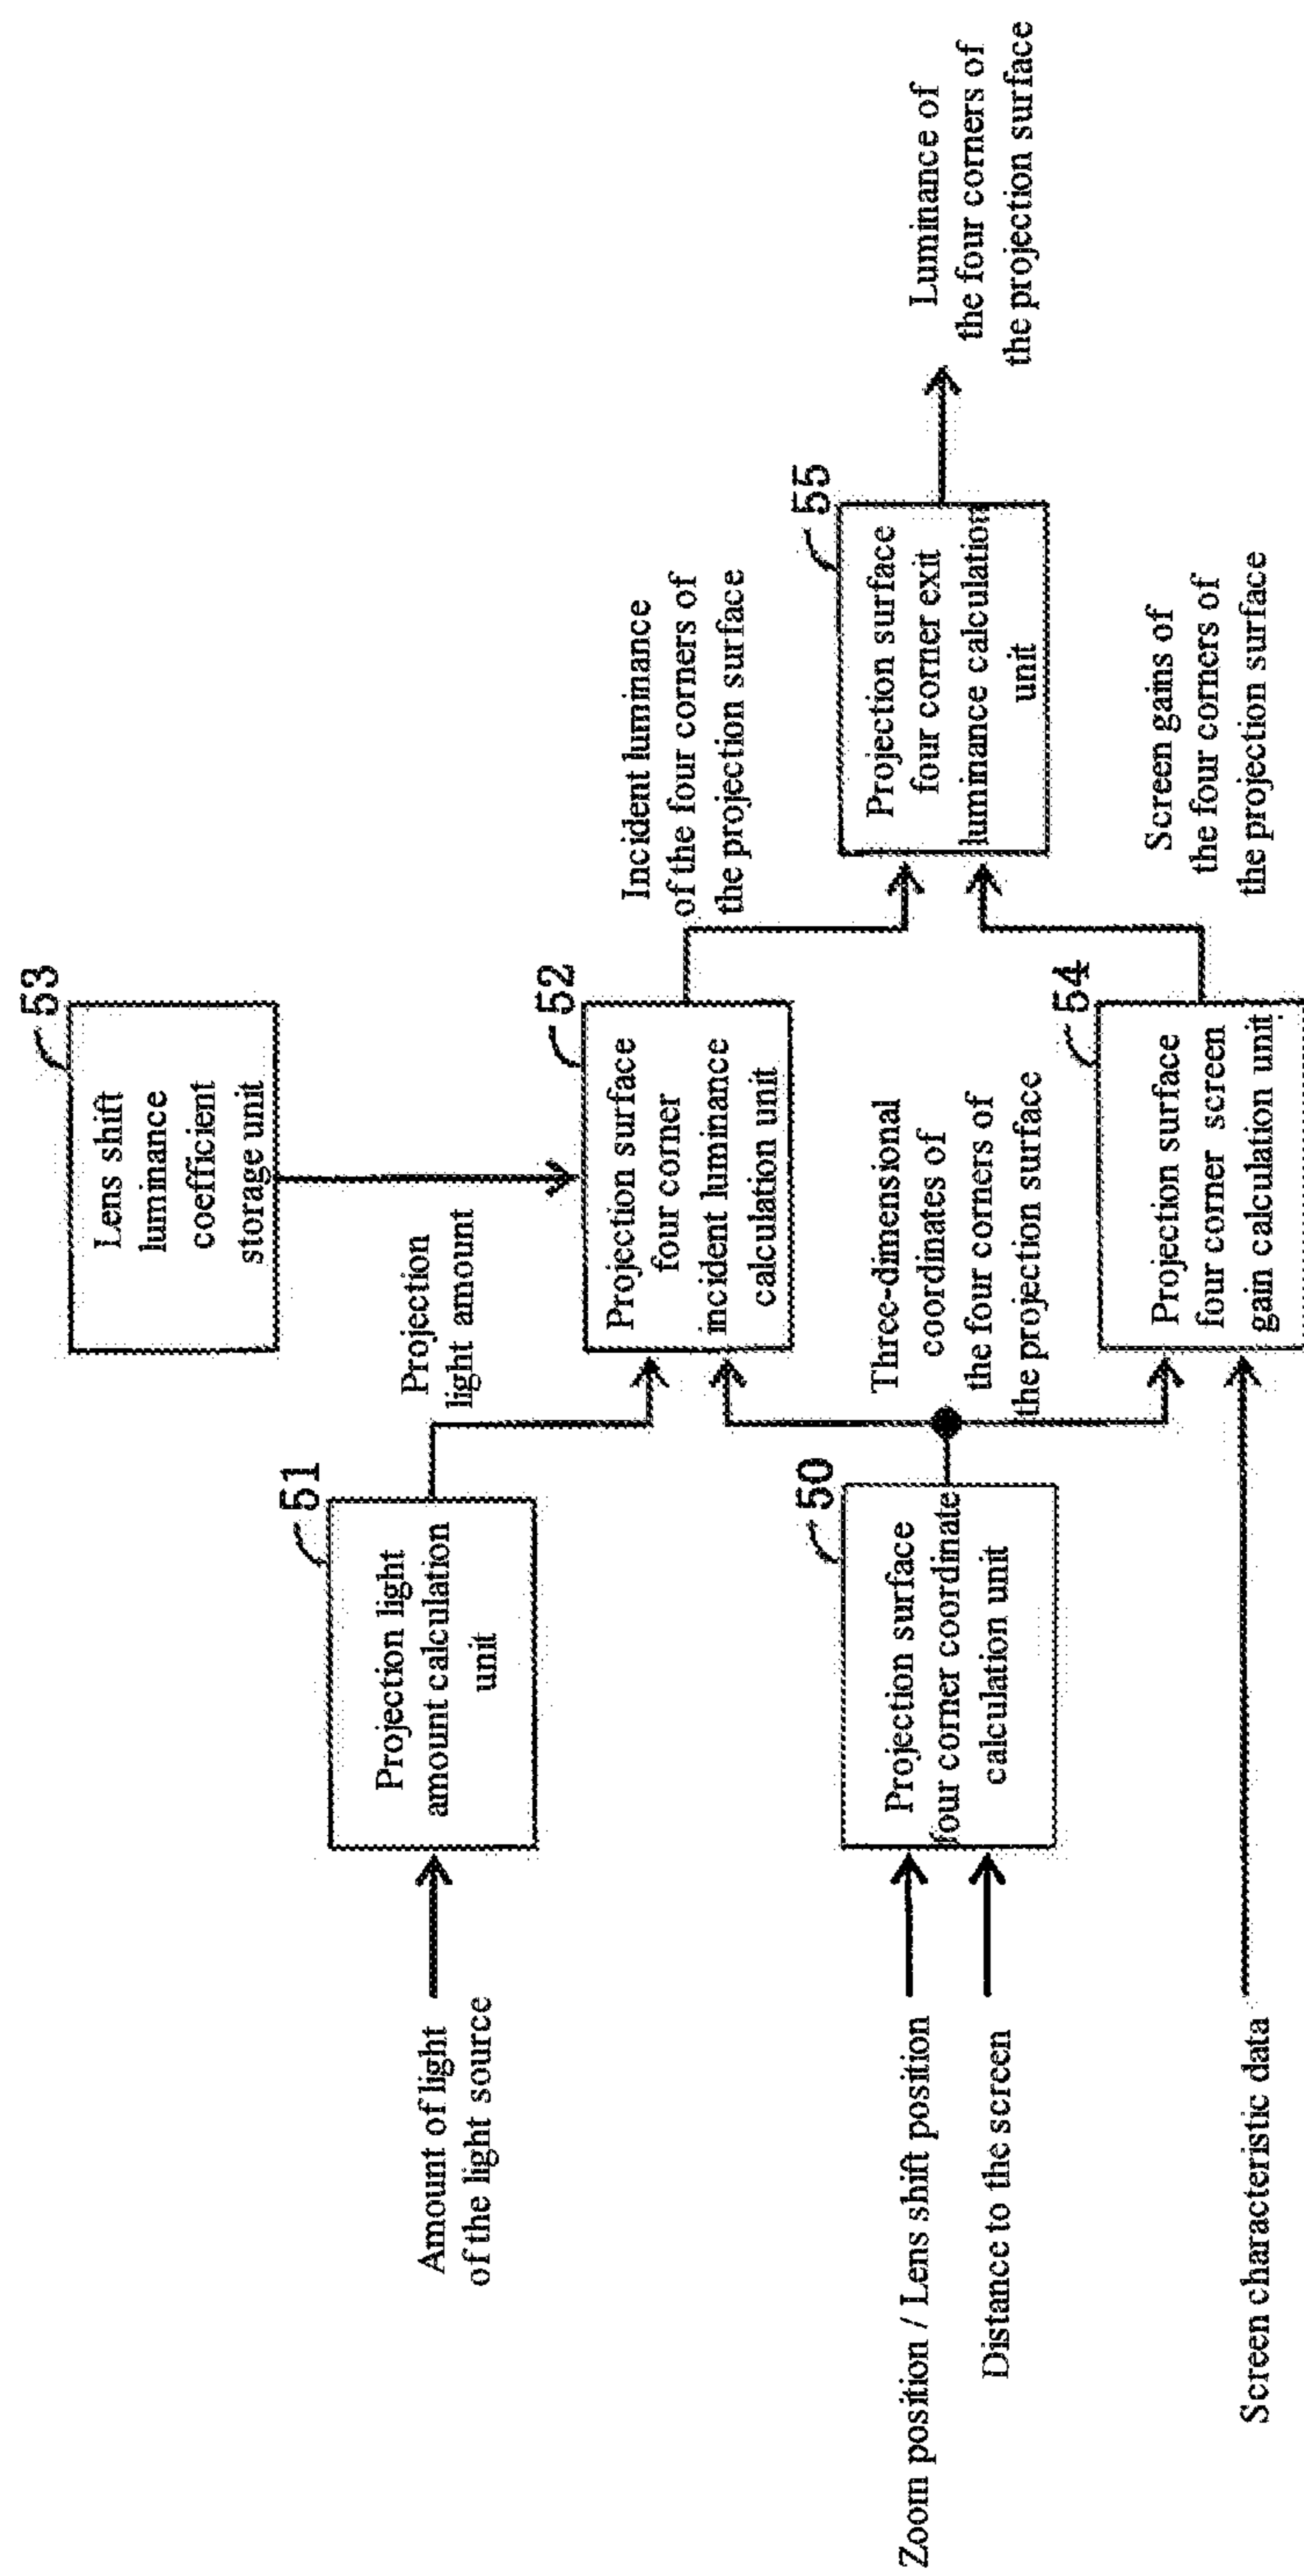 Amount of light
of the light source
Zoom position / Lens shift position
Distance to the screen
Screen characteristic data
51
Projection light
amount calculation
unit
50
Projection surface
four corner coordinate
calculation unit
Projection
light amount
Three-dimensional
coordinates of
the four corners of
the projection surface
53
Lens shift
luminance
coefficient
storage unit
52
Projection surface
four corner
incident luminance
calculation unit
54
Projection surface
four corner screen
gain calculation unit
Incident luminance
of the four corners of
the projection surface
Screen gains of
the four corners of
the projection surface
55
Projection surface
four corner exit
luminance calculation
unit
Luminance of
the four corners of
the projection surface